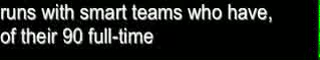 runs with smart teams who have,
of their 90 full-time